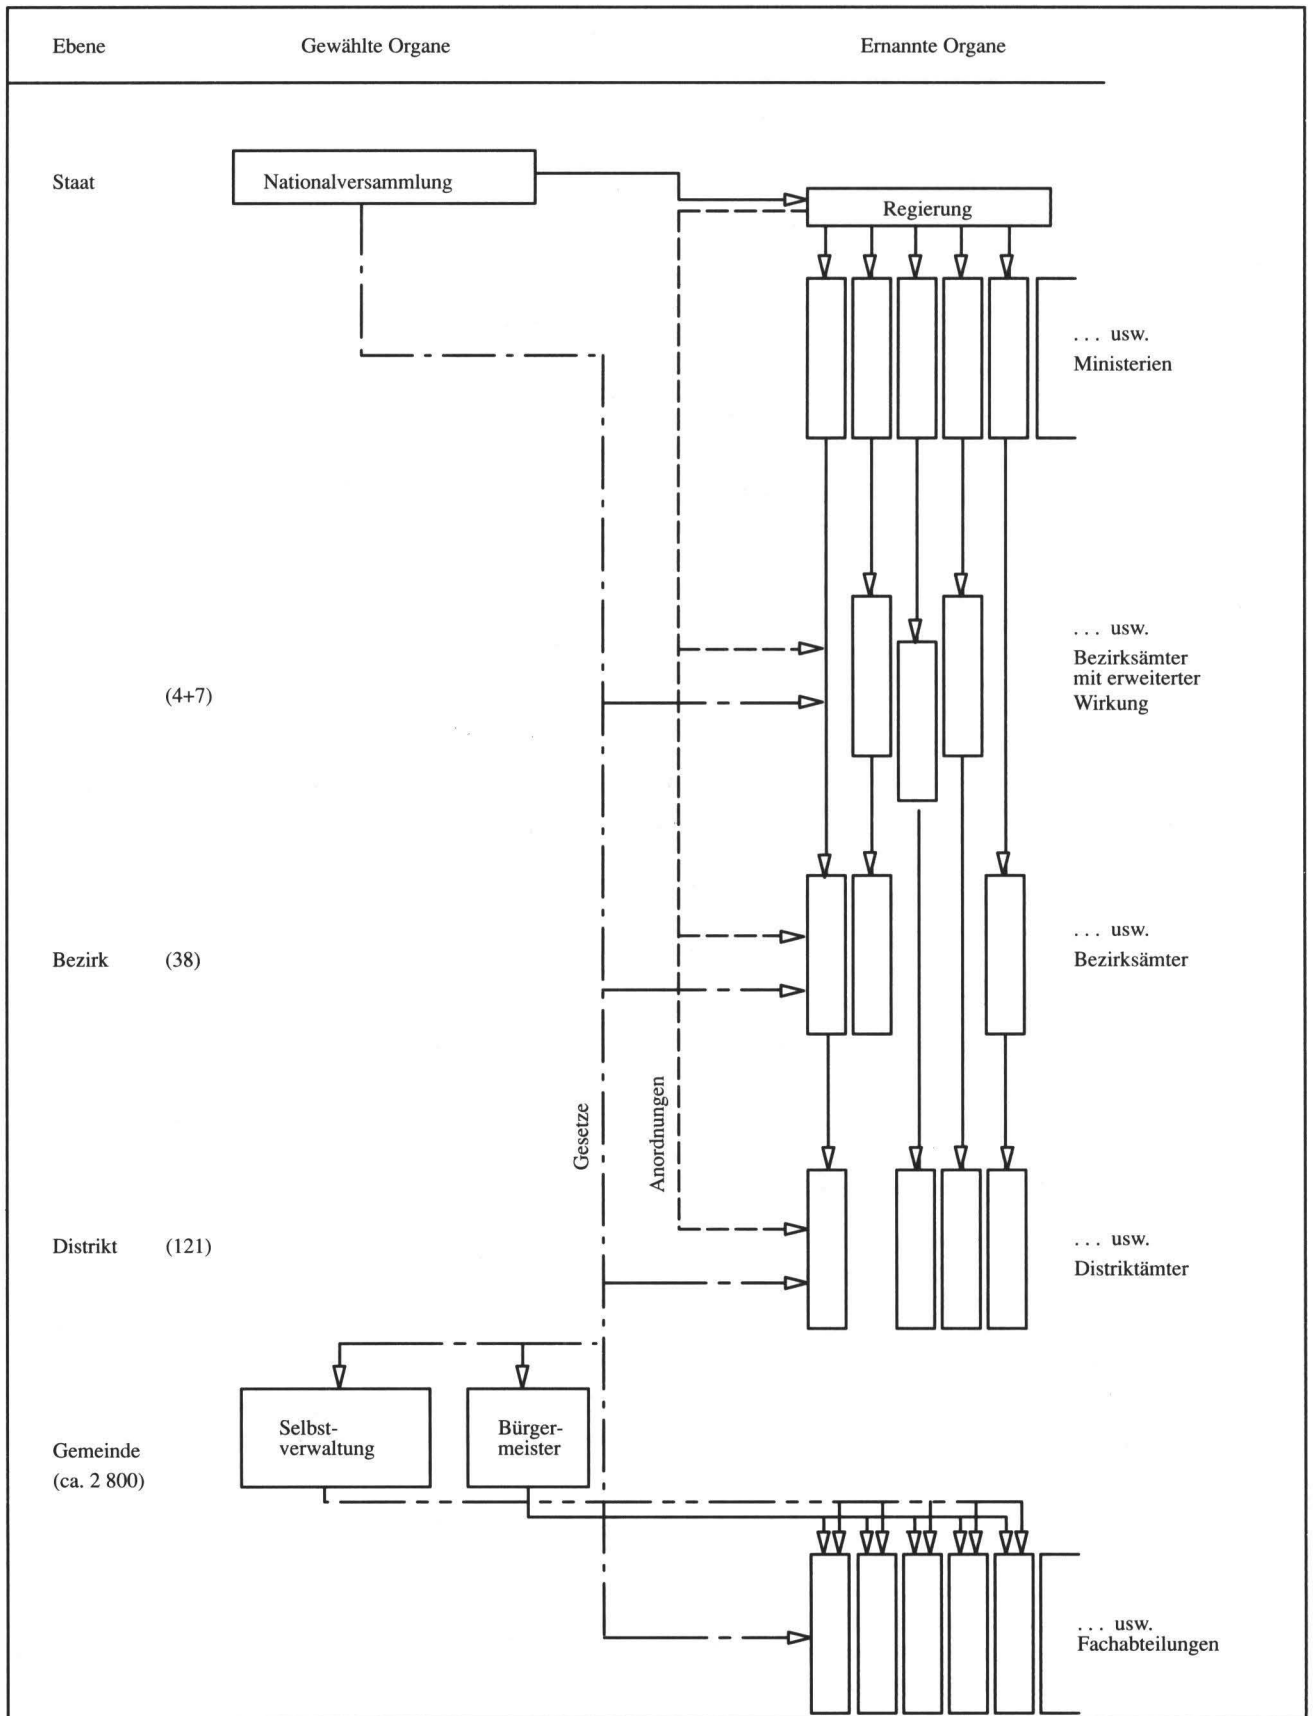 Ebene
Gewählte Organe
Ernannte Organe
Staat
Nationalversammlung
Regierung
. . . usw.
Ministerien
(4+7)
. . . usw.
Bezirksämter
mit erweiterter
Wirkung
Bezirk
(38)
. . . usw.
Bezirksämter
Gesetze
Anordnungen
Distrikt
(121)
. . . usw.
Distriktämter
Gemeinde
(ca. 2 800)
Selbst-
verwaltung
Bürger-
meister
. . . usw.
Fachabteilungen